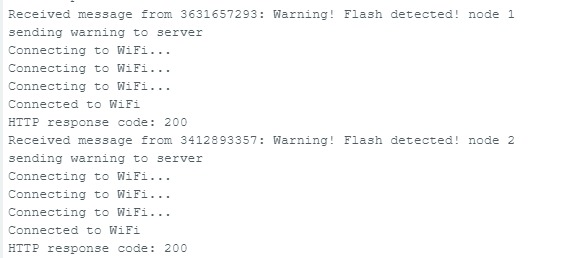 Received message from 3631657293: Warning! Flash detected! node 1
sending warning to server
Connecting to WiFi...
Connecting to WiFi...
Connecting to WiFi...
Connected to WiFi
HTTP response code: 200
Received message from 3412893357: Warning! Flash detected! node 2
sending warning to server
Connecting to WiFi...
Connecting to WiFi...
Connecting to WiFi...
Connected to WiFi
HTTP response code: 200